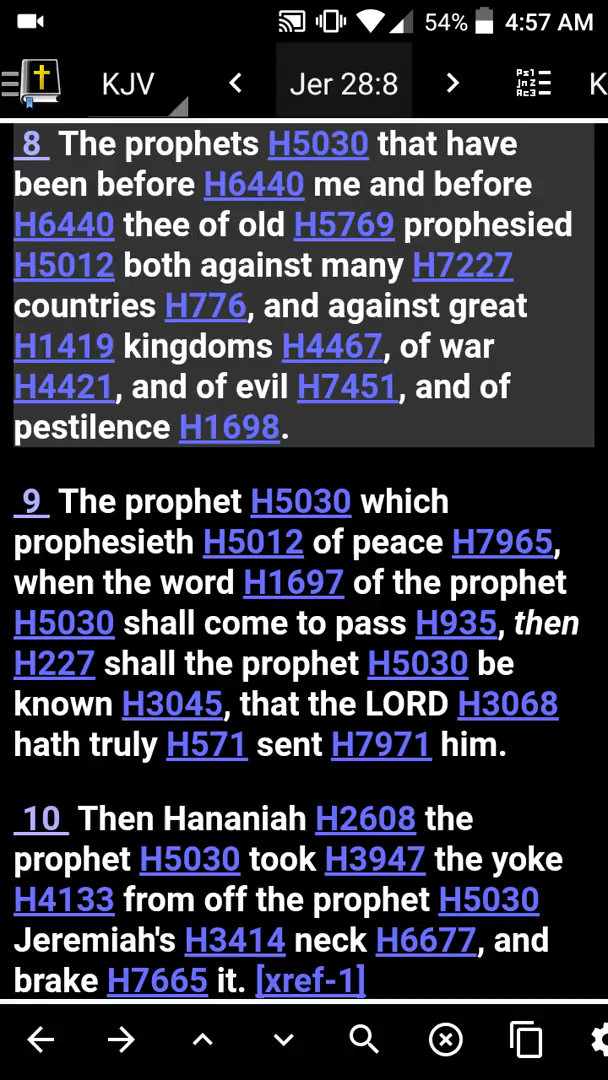 54% 4:57 AM
KJV < Jer 28:8 > Ps1 Jn2 Ac3 K
8 The prophets H5030 that have
been before H6440 me and before
H6440 thee of old H5769 prophesied
H5012 both against many H7227
countries H776, and against great
H1419 kingdoms H4467, of war
H4421, and of evil H7451, and of
pestilence H1698.
9 The prophet H5030 which
prophesieth H5012 of peace H7965,
when the word H1697 of the prophet
H5030 shall come to pass H935, then
H227 shall the prophet H5030 be
known H3045, that the LORD H3068
hath truly H571 sent H7971 him.
10 Then Hananiah H2608 the
prophet H5030 took H3947 the yoke
H4133 from off the prophet H5030
Jeremiah's H3414 neck H6677, and
brake H7665 it. [xref-1]